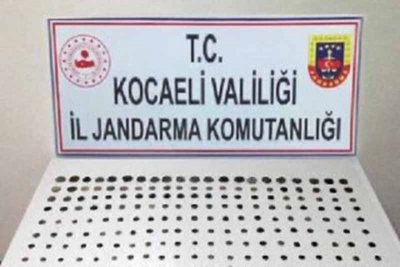 T.C.
KOCAELİ VALİLİĞİ
İL JANDARMA KOMUTANLIĞI